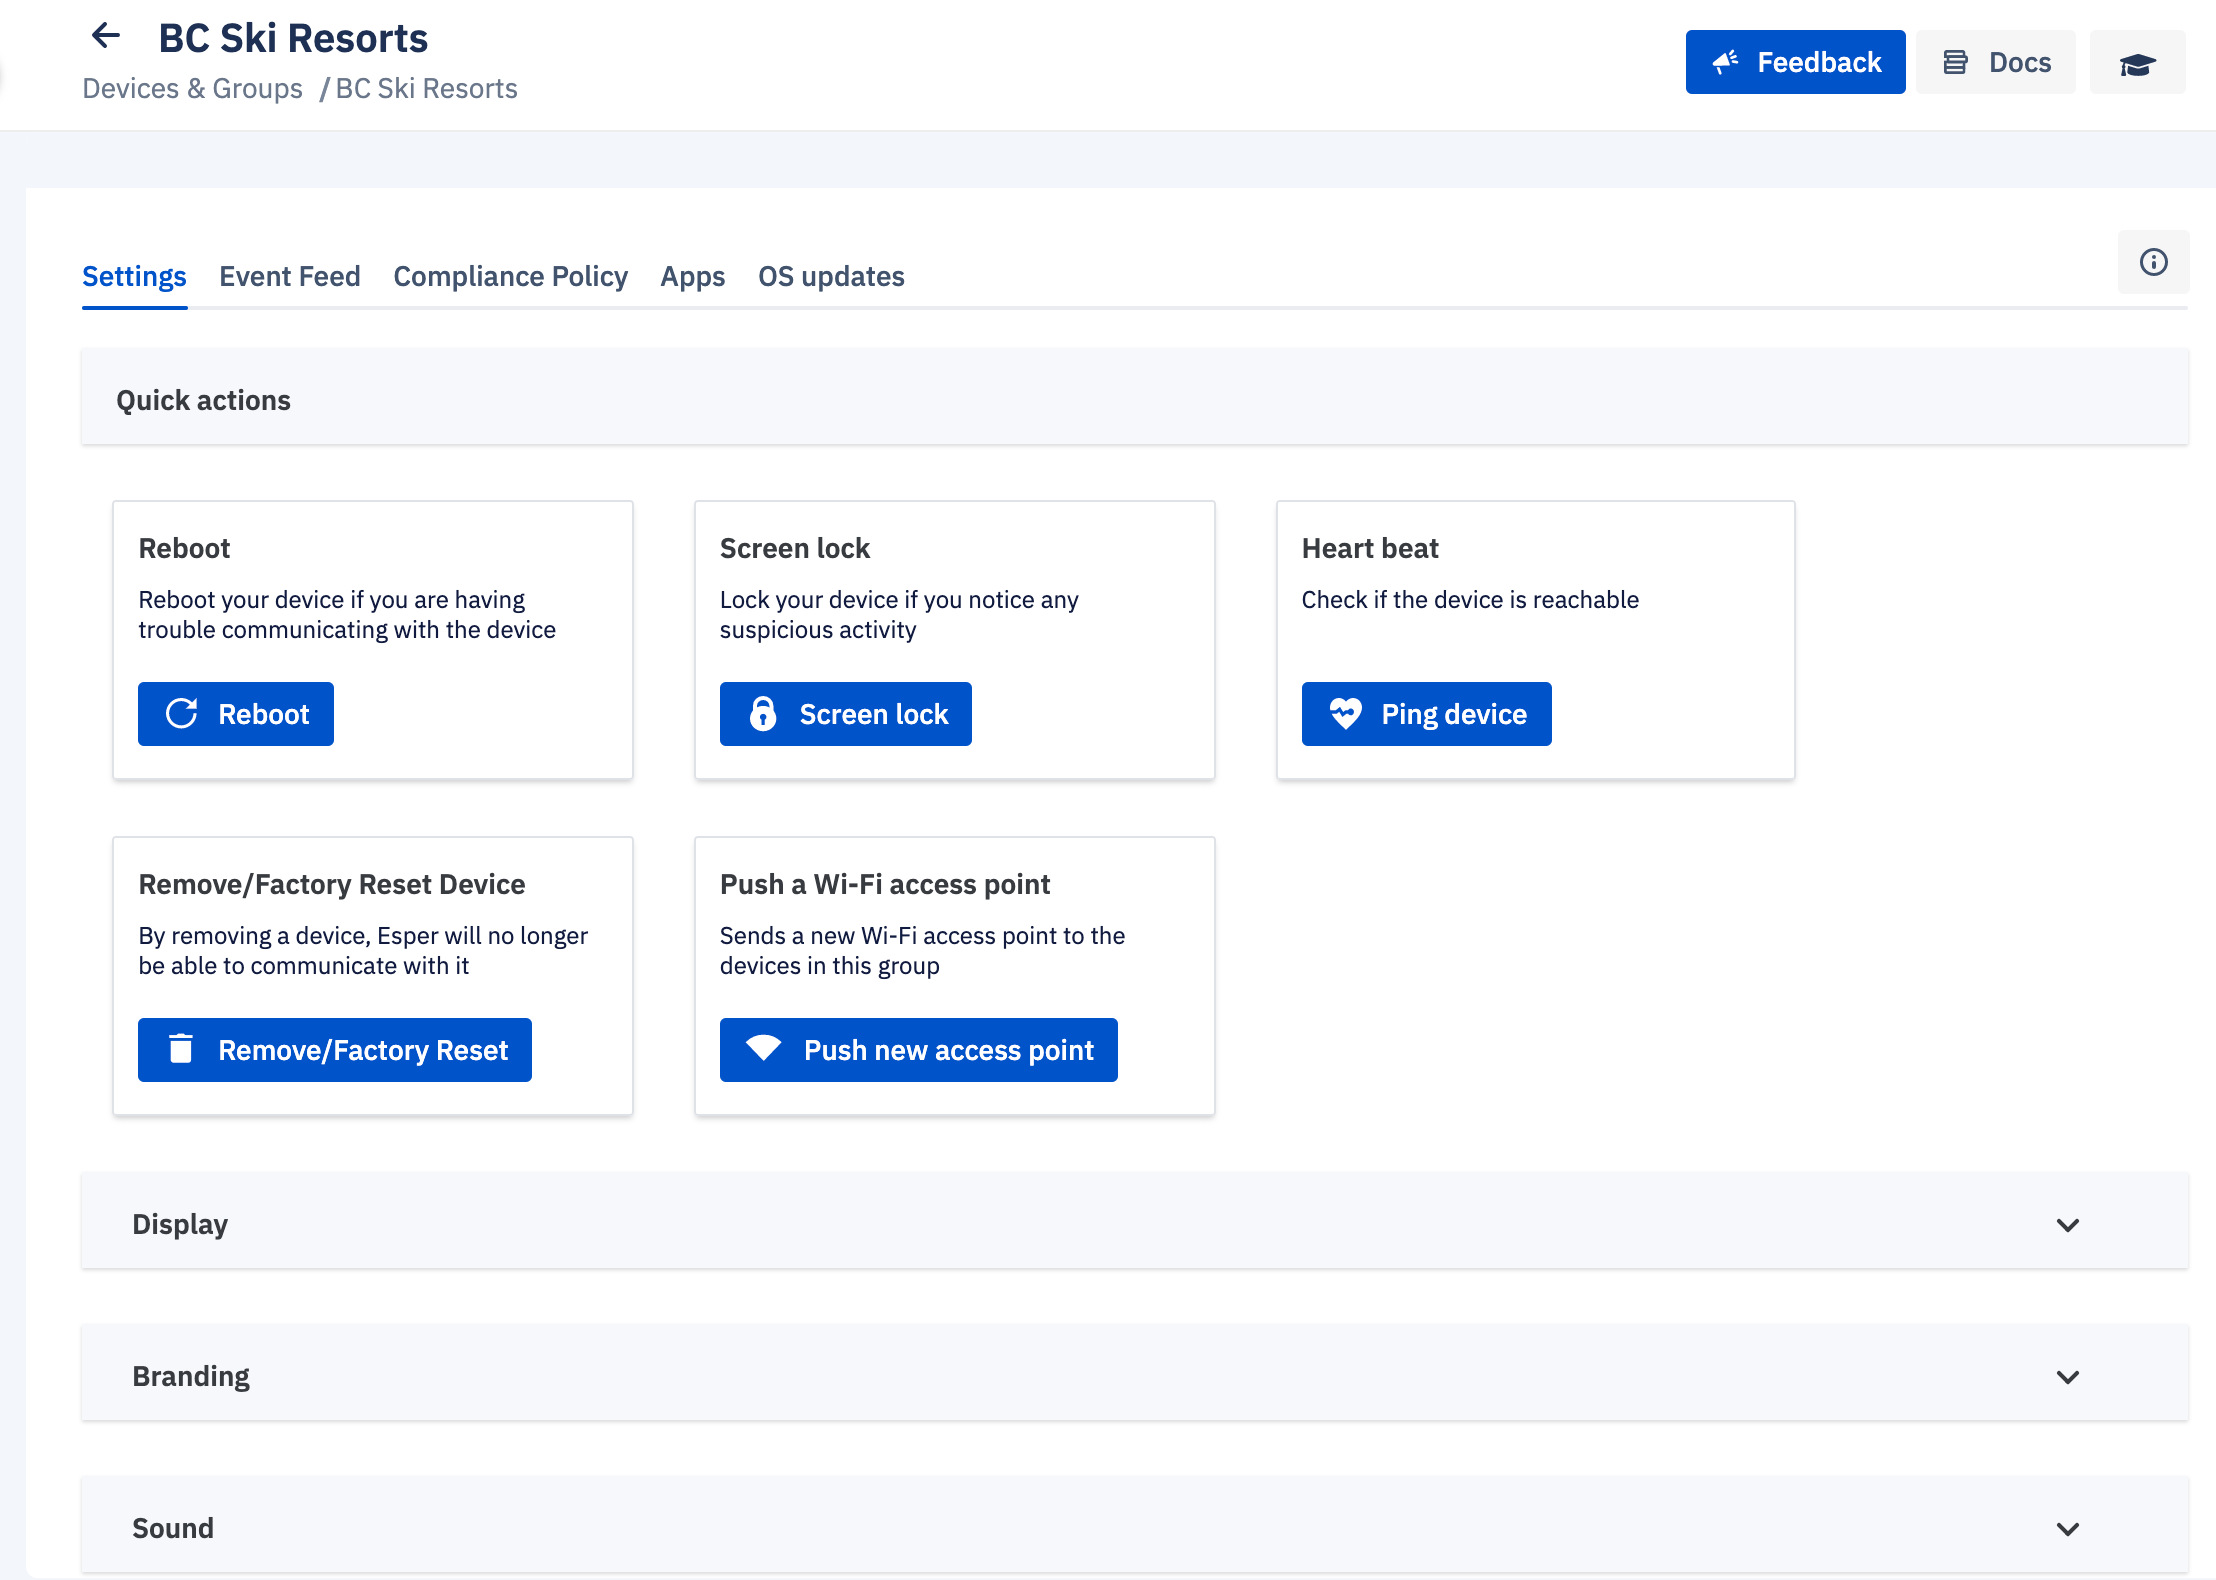 BC Ski Resorts
Devices & Groups / BC Ski Resorts
Feedback
Docs
Settings
Event Feed
Compliance Policy
Apps
OS updates
Quick actions
Reboot
Reboot your device if you are having
trouble communicating with the device
Reboot
Screen lock
Lock your device if you notice any
suspicious activity
Screen lock
Heart beat
Check if the device is reachable
Ping device
Remove/Factory Reset Device
By removing a device, Esper will no longer
be able to communicate with it
Remove/Factory Reset
Push a Wi-Fi access point
Sends a new Wi-Fi access point to the
devices in this group
Push new access point
Display
Branding
Sound